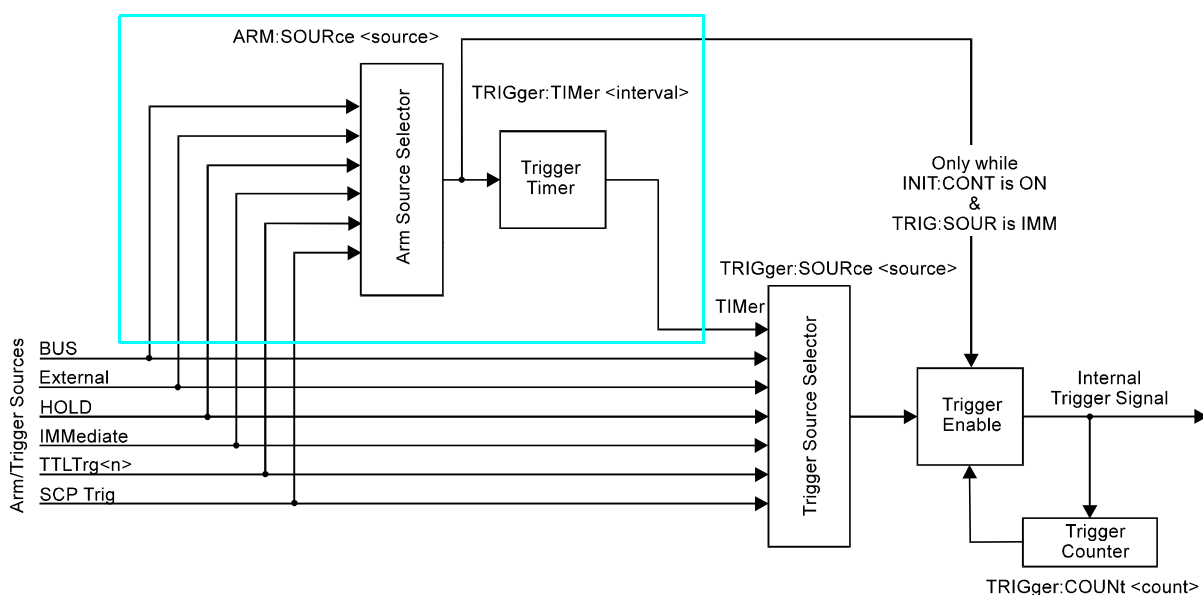 ARM:SOURce <source>
TRIGger:TIMer <interval>
Arm Source Selector
Trigger
Timer
Only while
INIT:CONT is ON
&
TRIG:SOUR is IMM
TRIGger:SOURce <source>
TIMer
Arm/Trigger Sources
BUS
External
HOLD
IMMediate
TTLTrg<n>
SCP Trig
Trigger Source Selector
Trigger
Enable
Internal
Trigger Signal
Trigger
Counter
TRIGger:COUNt <count>